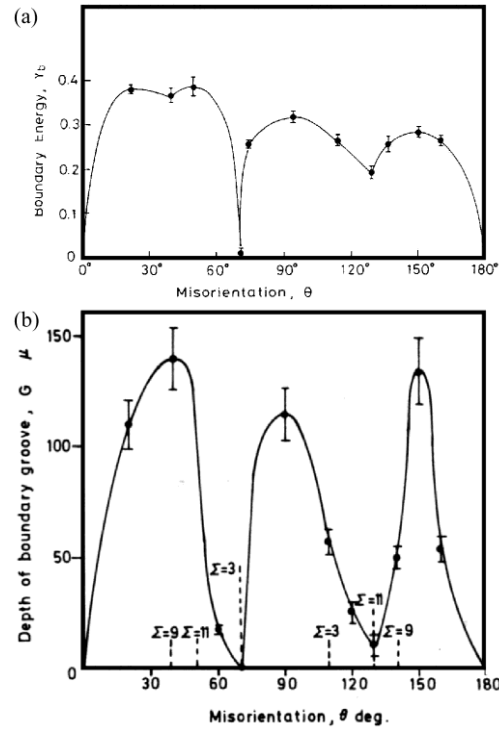 (a)
Boundary Energy, γb
0.4
0.3
0.2
0.1
0
0° 30° 60° 90° 120° 150° 180°
Misorientation, θ
(b)
Depth of boundary groove, G μ
150
100
50
0
Σ=3
Σ=11
Σ=9 Σ=11 Σ=3 Σ=9
30 60 90 120 150 180
Misorientation, θ deg.